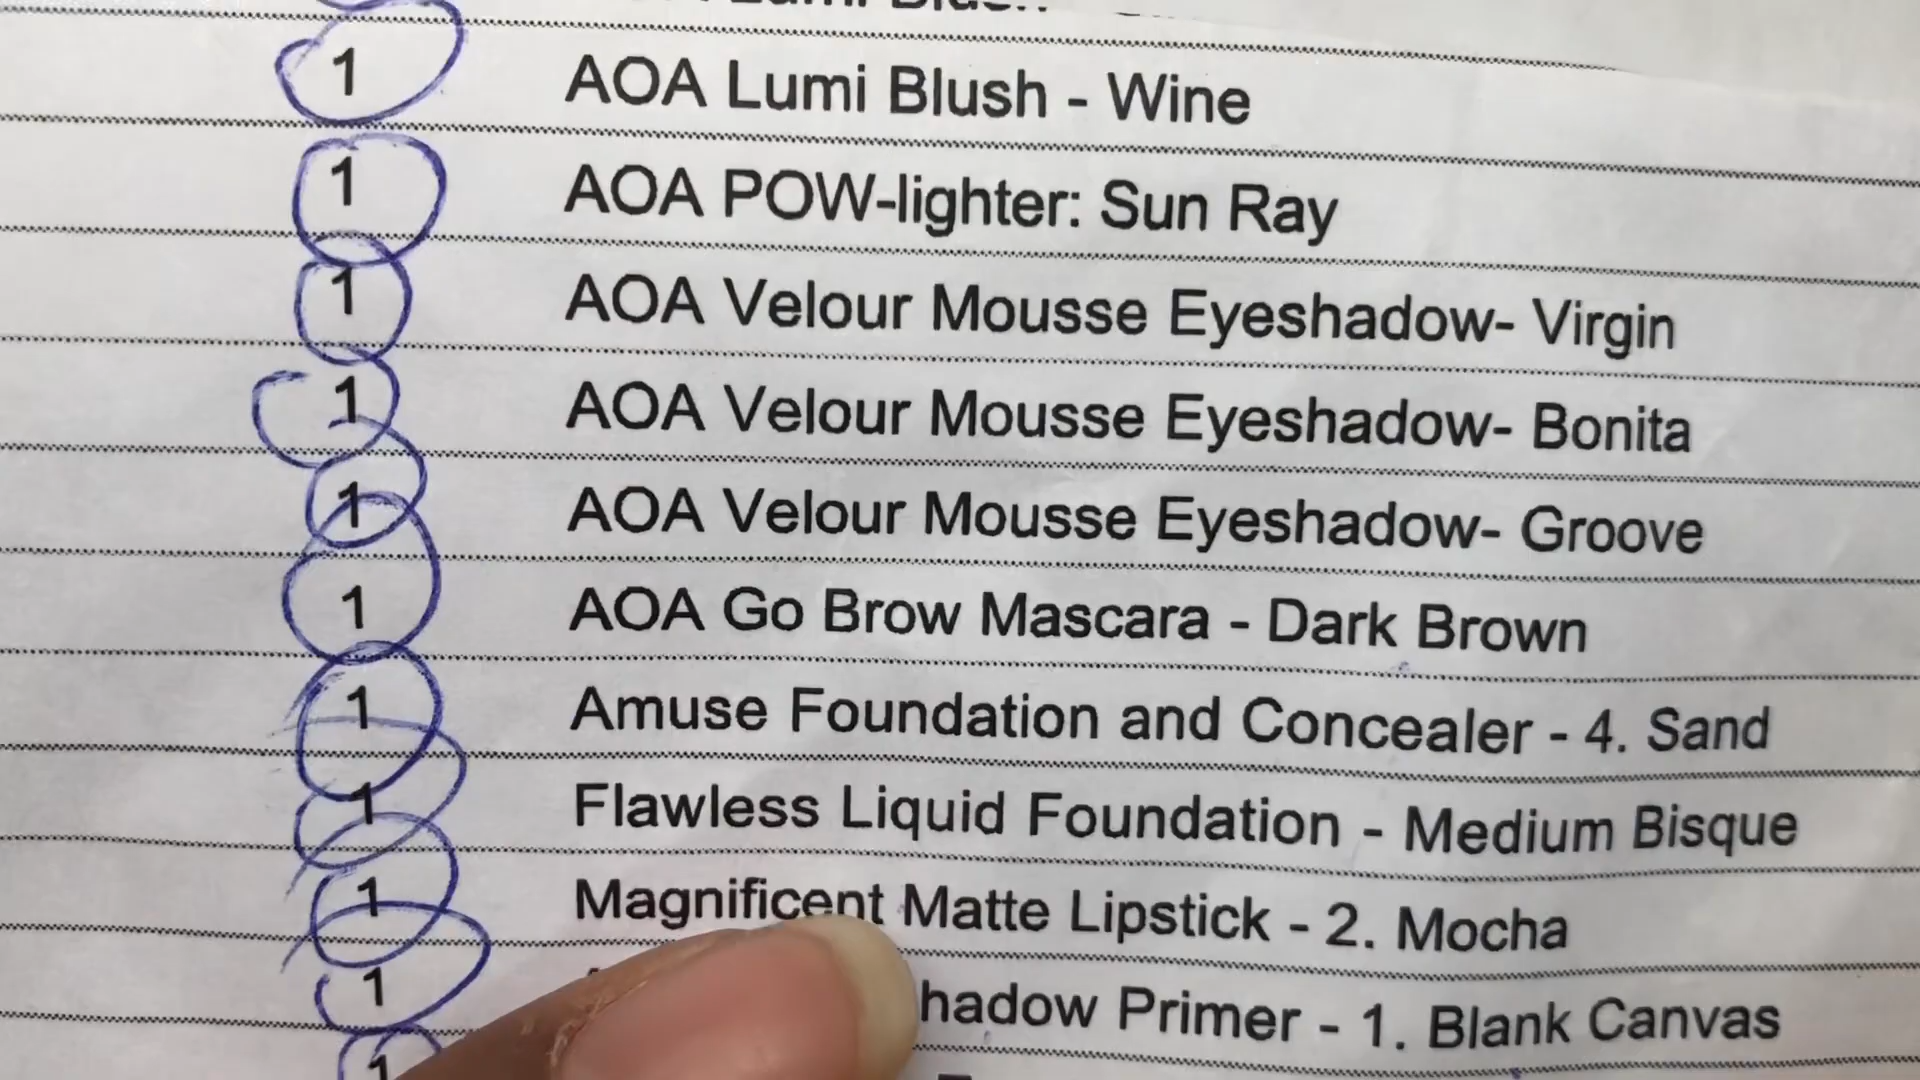 Lumi Blush
1 AOA Lumi Blush - Wine
1 AOA POW-lighter: Sun Ray
1 AOA Velour Mousse Eyeshadow- Virgin
1 AOA Velour Mousse Eyeshadow- Bonita
1 AOA Velour Mousse Eyeshadow- Groove
1 AOA Go Brow Mascara - Dark Brown
1 Amuse Foundation and Concealer - 4. Sand
1 Flawless Liquid Foundation - Medium Bisque
1 Magnificent Matte Lipstick - 2. Mocha
1 hadow Primer - 1. Blank Canvas
1